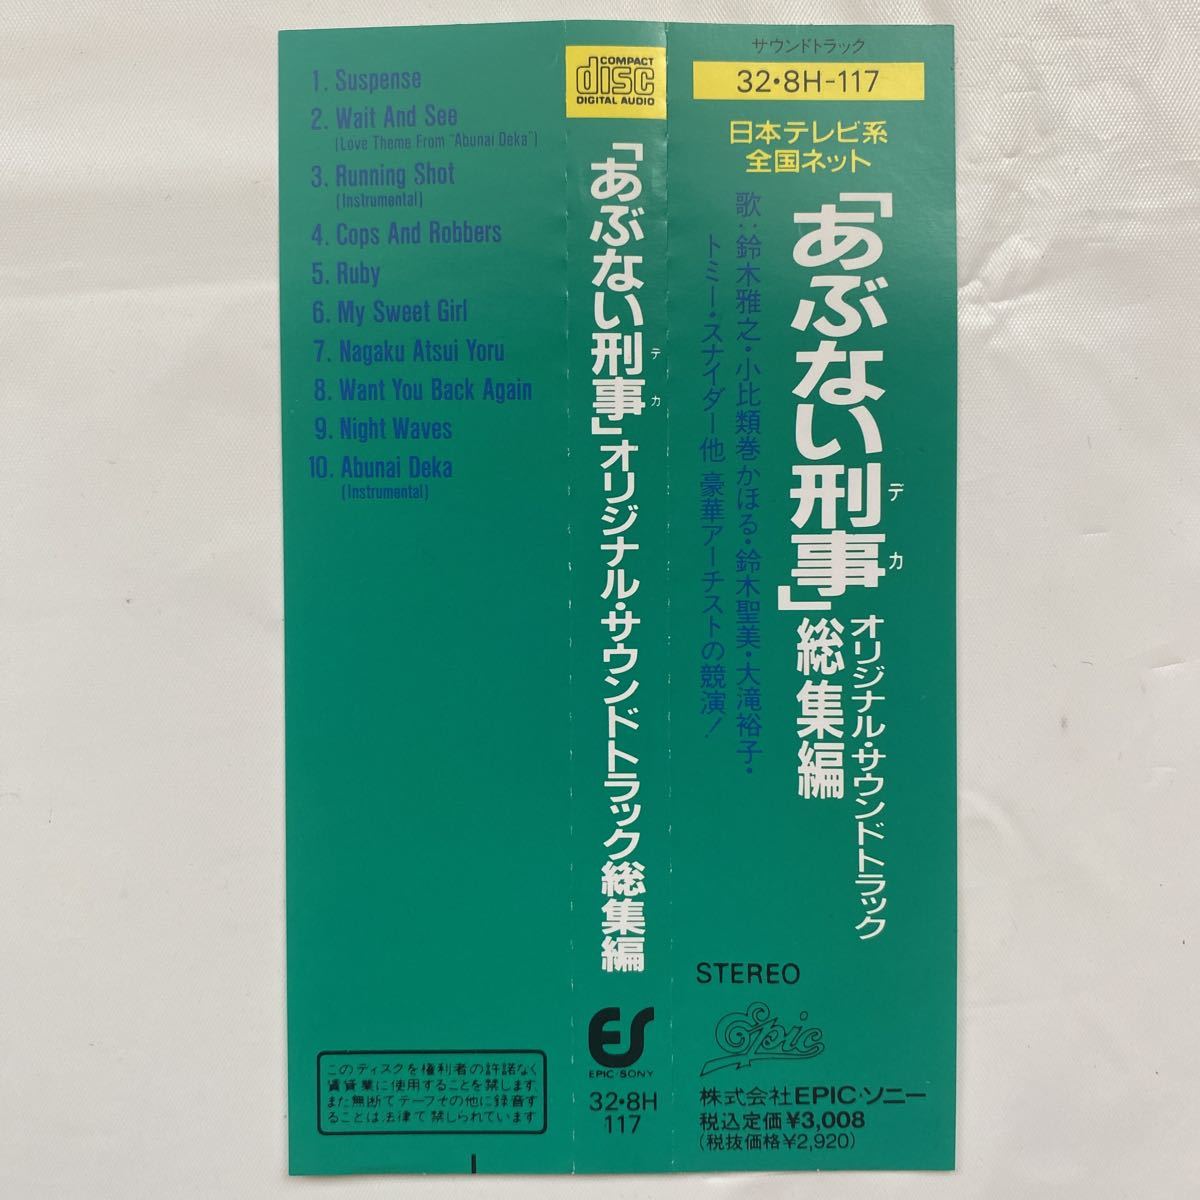 1. Suspense
2. Wait And See
(Love Theme From "Abunai Deka")
3. Running Shot
(Instrumental)
4. Cops And Robbers
5. Ruby
6. My Sweet Girl
7. Nagaku Atsui Yoru
8. Want You Back Again
9. Night Waves
10. Abunai Deka
(Instrumental)
このディスクを権利者の許諾なく
賃貸業に使用することを禁します
また無断てテープその他に録音す
ることは法律て禁しられています
COMPACT
disc
DIGITAL AUDIO
「あぶない刑事」オリジナル・サウンドトラック総集編
デカ
ES
EPIC・SONY
32・8H
117
サウンドトラック
32・8H-117
日本テレビ系
全国ネット
「あぶない刑事」総集編
デカ
オリジナル・サウンドトラック
歌:鈴木雅之・小比類巻かほる・鈴木聖美・大滝裕子・
トミー・スナイダー他 豪華アーチストの競演!
STEREO
Epic
株式会社EPIC・ソニー
税込定価¥3,008
(税抜価格¥2,920)